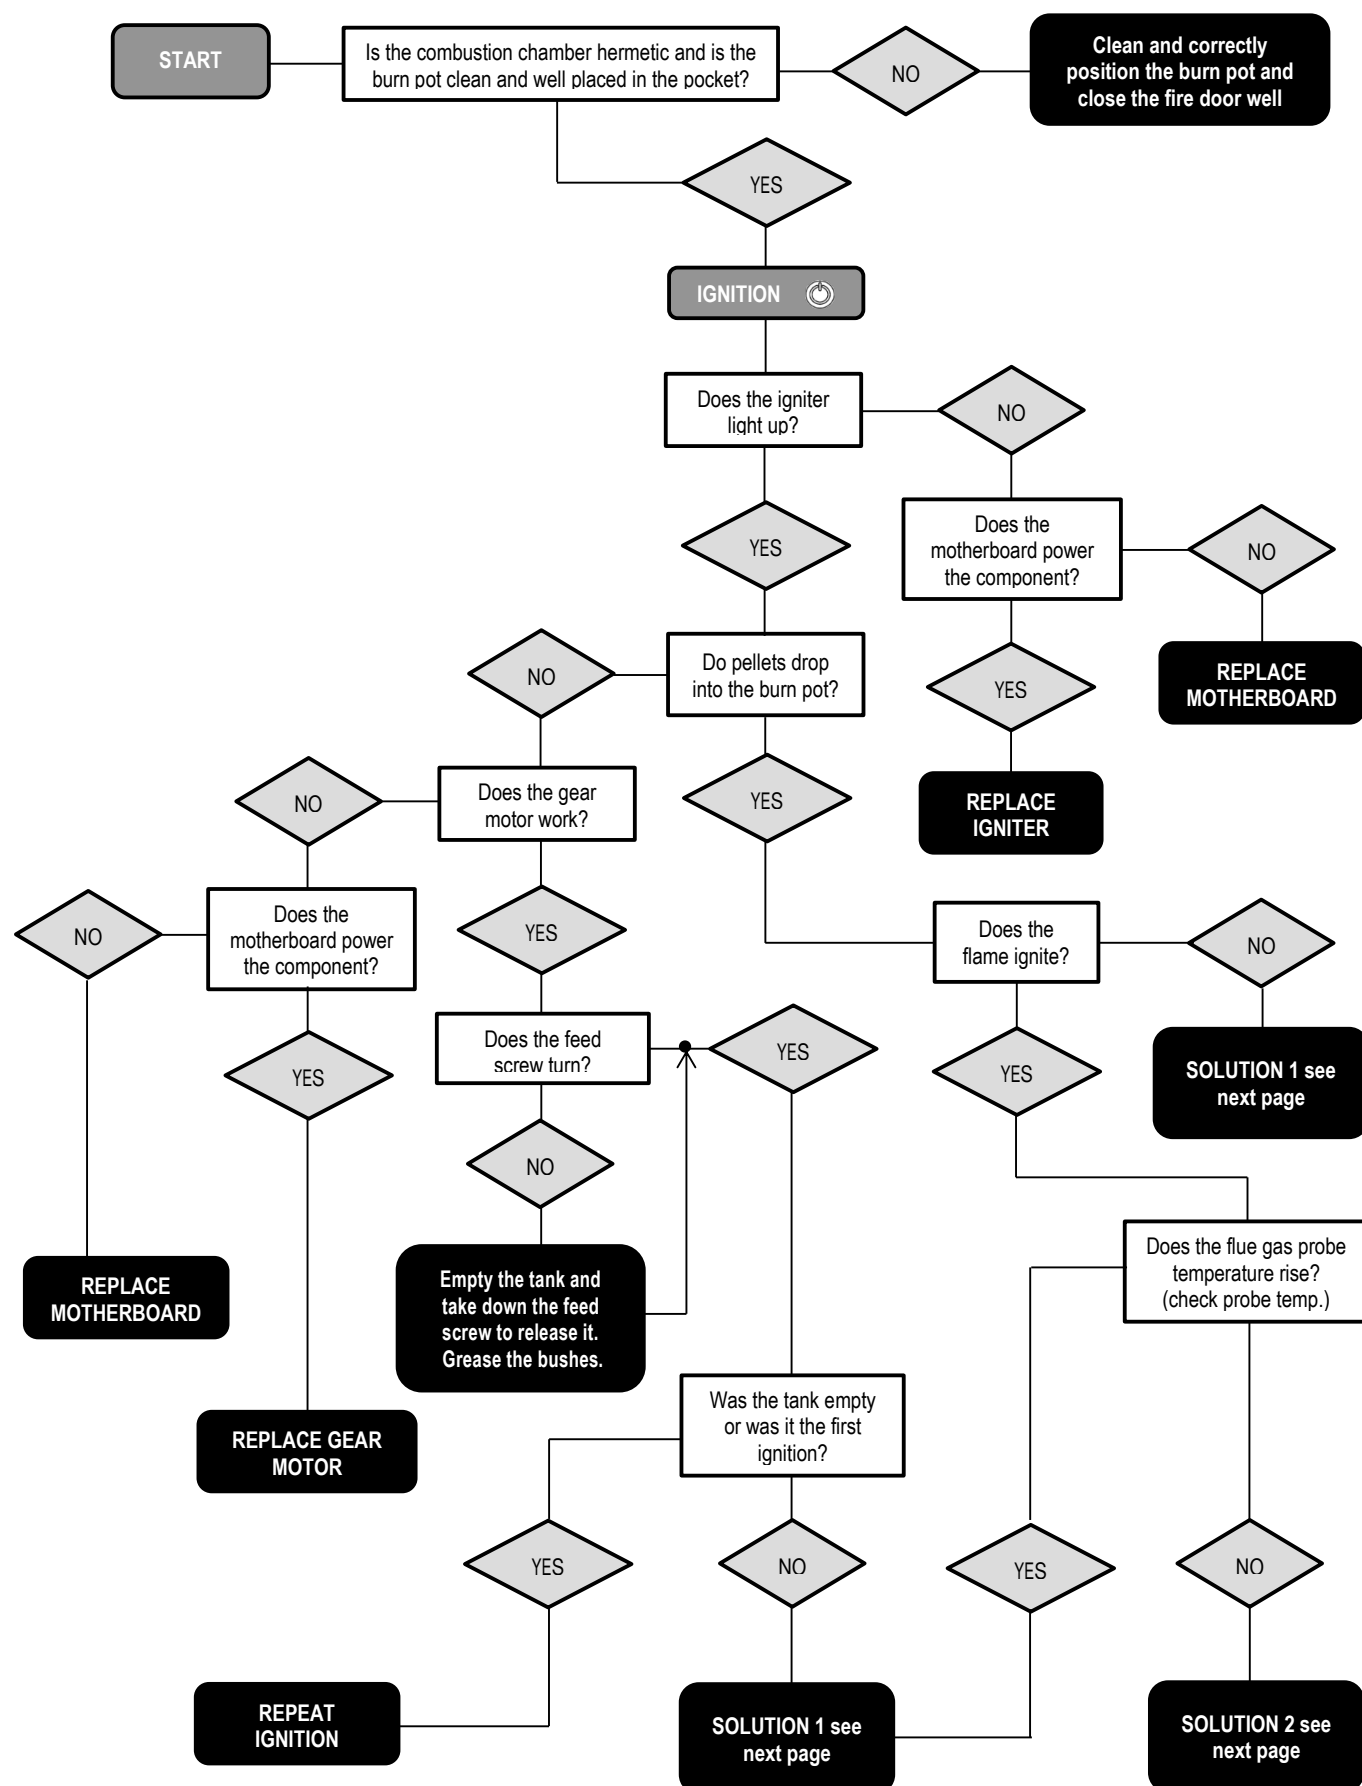 START
Is the combustion chamber hermetic and is the
burn pot clean and well placed in the pocket?
NO
Clean and correctly
position the burn pot and
close the fire door well
YES
IGNITION
Does the igniter
light up?
NO
YES
Does the
motherboard power
the component?
NO
Do pellets drop
into the burn pot?
NO
YES
REPLACE
MOTHERBOARD
Does the gear
motor work?
NO
YES
REPLACE
IGNITER
NO
Does the
motherboard power
the component?
YES
Does the
flame ignite?
NO
Does the feed
screw turn?
YES
YES
YES
SOLUTION 1 see
next page
NO
REPLACE
MOTHERBOARD
Empty the tank and
take down the feed
screw to release it.
Grease the bushes.
Does the flue gas probe
temperature rise?
(check probe temp.)
REPLACE GEAR
MOTOR
Was the tank empty
or was it the first
ignition?
YES
NO
YES
NO
REPEAT
IGNITION
SOLUTION 1 see
next page
SOLUTION 2 see
next page